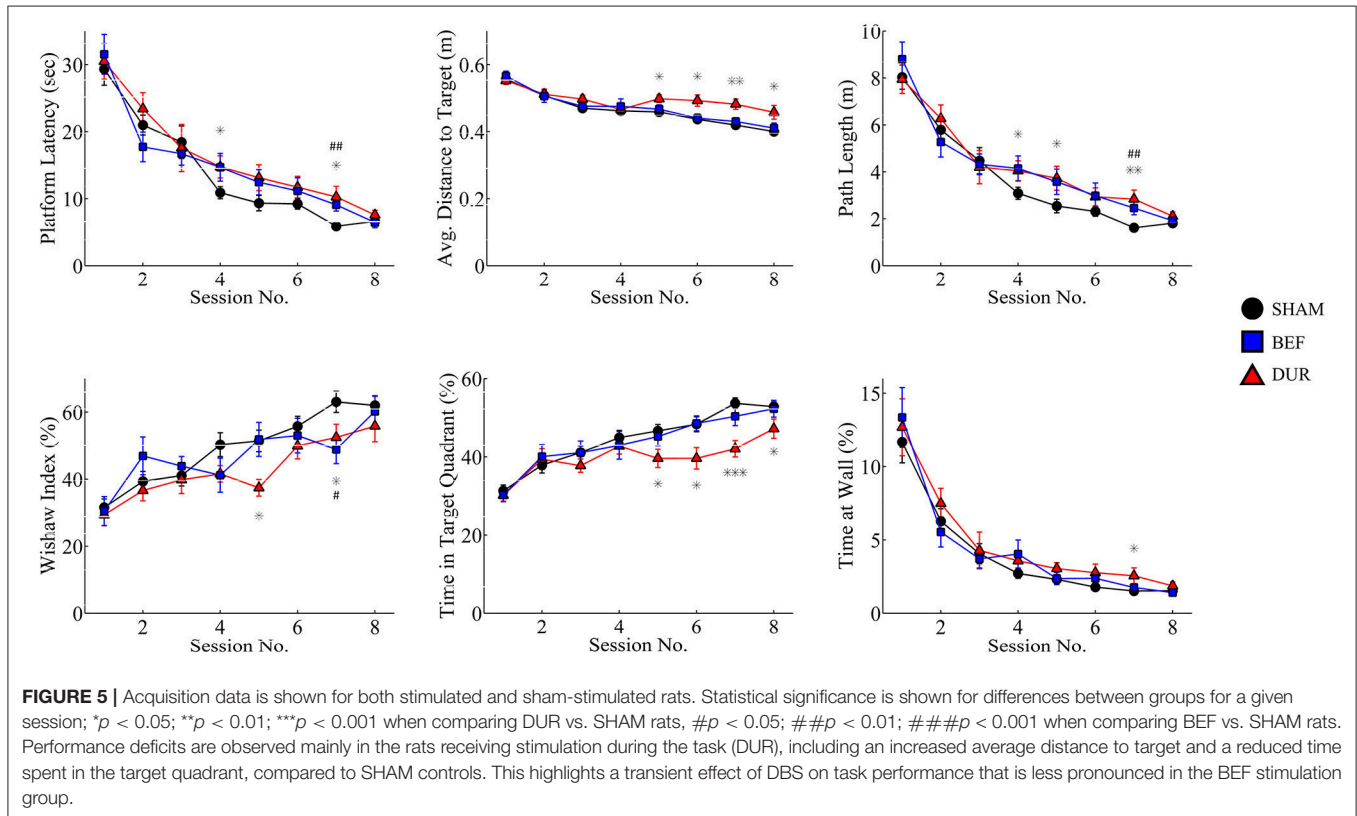 Platform Latency (sec)
30
20
10
0
*
##
*
2 4 6 8
Session No.
Avg. Distance to Target (m)
0.6
0.4
0.2
0
* * ** *
2 4 6 8
Session No.
Path Length (m)
10
8
6
4
2
0
* *
##
**
2 4 6 8
Session No.
SHAM
BEF
DUR
Wishaw Index (%)
60
40
20
0
*
*
#
2 4 6 8
Session No.
Time in Target Quadrant (%)
60
40
20
0
* * *** *
2 4 6 8
Session No.
Time at Wall (%)
15
10
5
0
*
2 4 6 8
Session No.
FIGURE 5 | Acquisition data is shown for both stimulated and sham-stimulated rats. Statistical significance is shown for differences between groups for a given
session; *p < 0.05; **p < 0.01; ***p < 0.001 when comparing DUR vs. SHAM rats, #p < 0.05; ##p < 0.01; ###p < 0.001 when comparing BEF vs. SHAM rats.
Performance deficits are observed mainly in the rats receiving stimulation during the task (DUR), including an increased average distance to target and a reduced time
spent in the target quadrant, compared to SHAM controls. This highlights a transient effect of DBS on task performance that is less pronounced in the BEF stimulation
group.